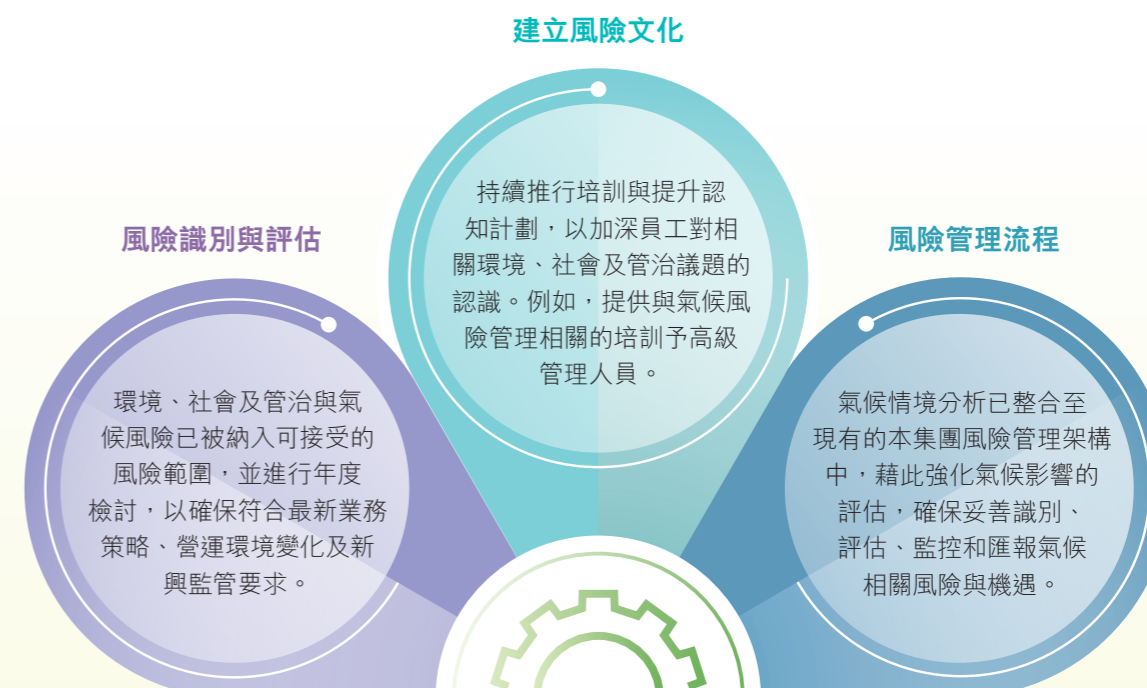 建立風險文化
持續推行培訓與提升認
知計劃，以加深員工對相
關環境、社會及管治議題的
認識。例如，提供與氣候風
險管理相關的培訓予高級
管理人員。
風險識別與評估
環境、社會及管治與氣
候風險已被納入可接受的
風險範圍，並進行年度
檢討，以確保符合最新業務
策略、營運環境變化及新
興監管要求。
風險管理流程
氣候情境分析已整合至
現有的本集團風險管理架構
中，藉此強化氣候影響的
評估，確保妥善識別、
評估、監控和匯報氣候
相關風險與機遇。